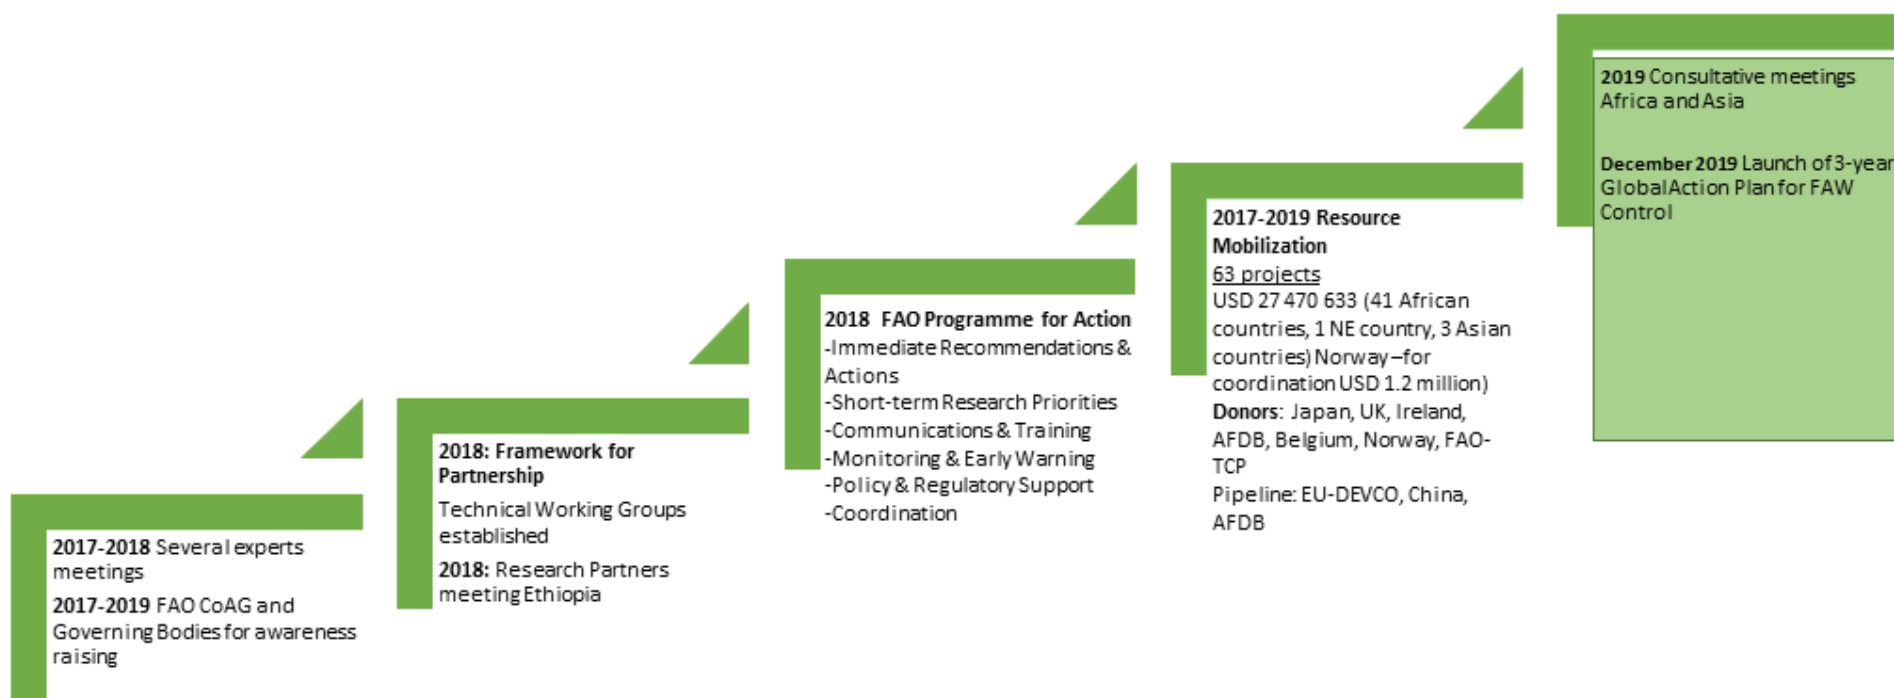 2017-2018 Several experts
meetings
2017-2019 FAO CoAG and
Governing Bodies for awareness
raising
2018: Framework for
Partnership
Technical Working Groups
established
2018: Research Partners
meeting Ethiopia
2018 FAO Programme for Action
-Immediate Recommendations &
Actions
-Short-term Research Priorities
-Communications & Training
-Monitoring & Early Warning
-Policy & Regulatory Support
-Coordination
2017-2019 Resource
Mobilization
63 projects
USD 27 470 633 (41 African
countries, 1 NE country, 3 Asian
countries) Norway –for
coordination USD 1.2 million)
Donors: Japan, UK, Ireland,
AFDB, Belgium, Norway, FAO-
TCP
Pipeline: EU-DEVCO, China,
AFDB
2019 Consultative meetings
Africa and Asia
December 2019 Launch of 3-year
Global Action Plan for FAW
Control